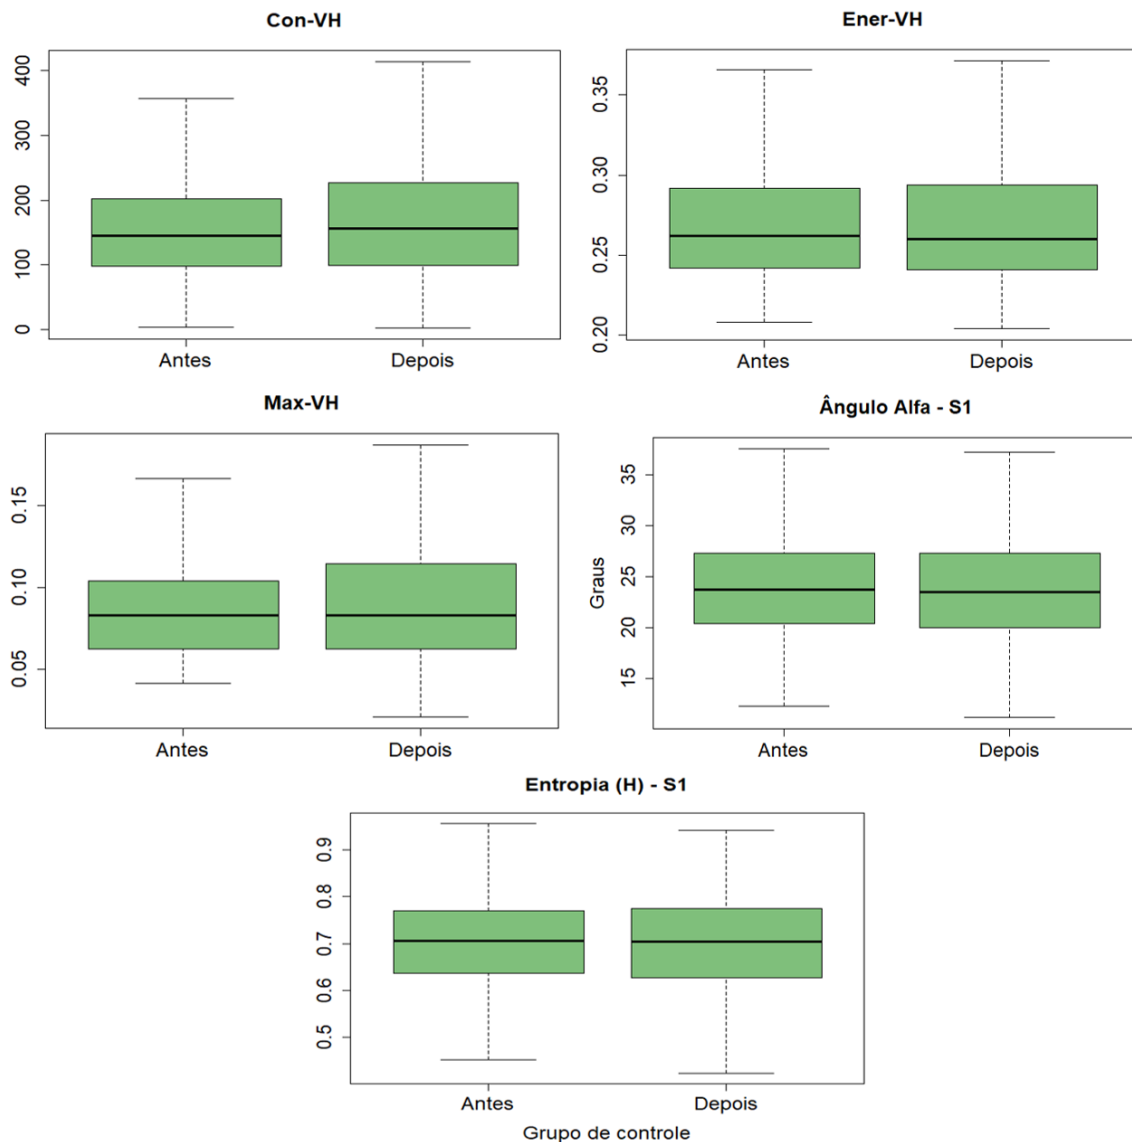 Con-VH
400
300
200
100
0
Antes Depois
Ener-VH
0.35
0.30
0.25
0.20
Antes Depois
Max-VH
0.15
0.10
0.05
Antes Depois
Ângulo Alfa - S1
Graus
35
30
25
20
15
Antes Depois
Entropia (H) - S1
0.9
0.8
0.7
0.6
0.5
Antes Depois
Grupo de controle